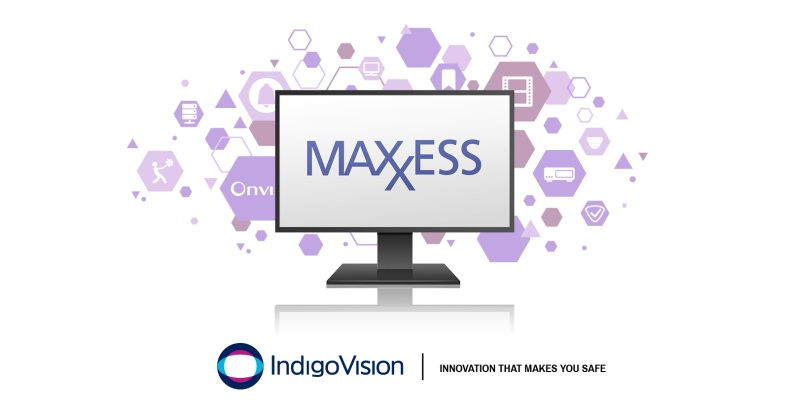 MAXXESS
Onvi
IndigoVision
INNOVATION THAT MAKES YOU SAFE